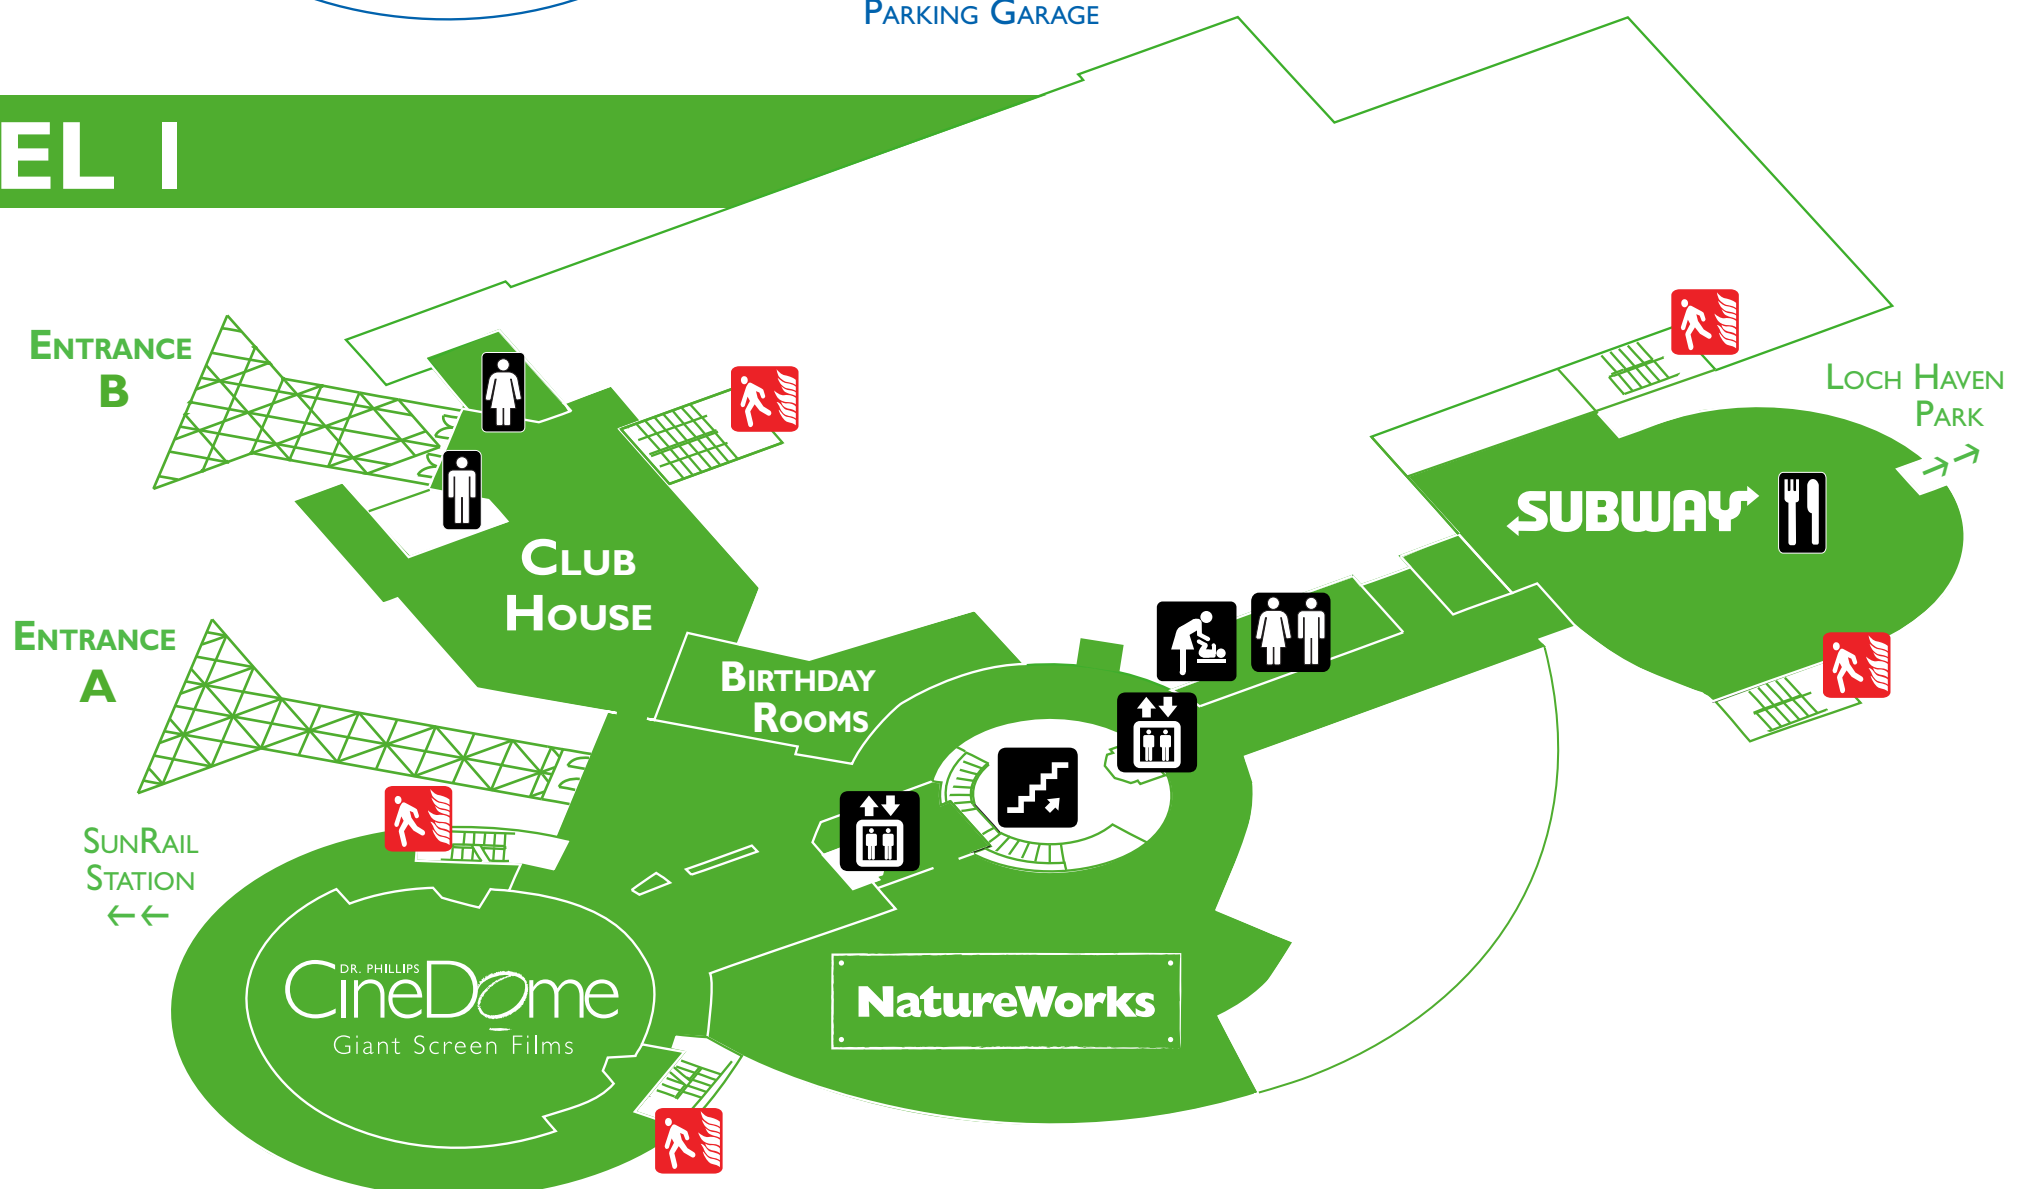 PARKING GARAGE
EL 1
ENTRANCE
B
LOCH HAVEN
PARK
SUBWAY
CLUB
HOUSE
ENTRANCE
A
BIRTHDAY
ROOMS
SUNRAIL
STATION
DR. PHILLIPS
CineDome
Giant Screen Films
NatureWorks